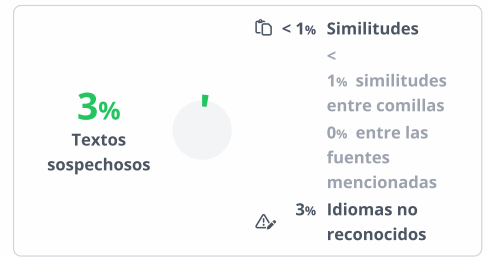 3%
Textos
sospechosos
< 1% Similitudes
<
1% similitudes
entre comillas
0% entre las
fuentes
mencionadas
3% Idiomas no
reconocidos